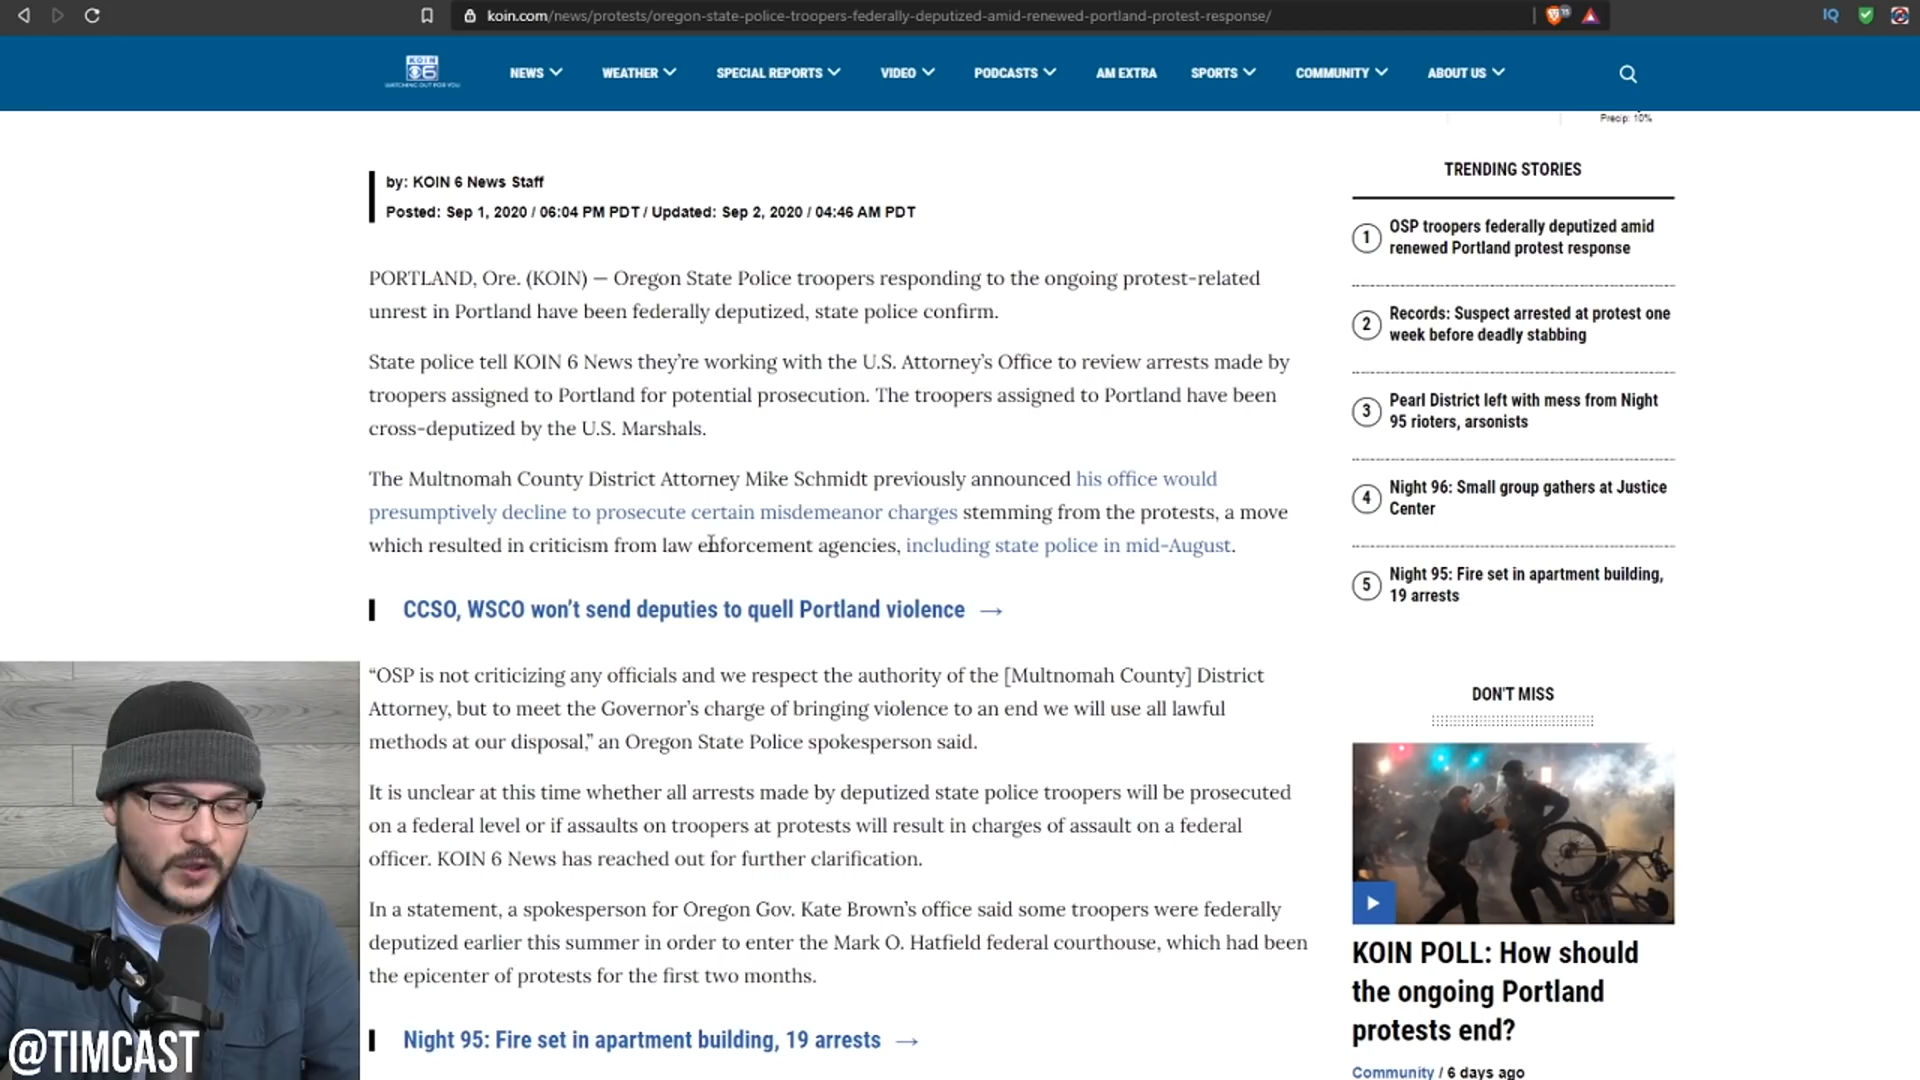 koin.com/news/protests/oregon-state-police-troopers-federally-deputized-amid-renewed-portland-protest-response/
15
IQ
KOIN
6
WATCHING OUT FOR YOU
NEWS
WEATHER
SPECIAL REPORTS
VIDEO
PODCASTS
AM EXTRA
SPORTS
COMMUNITY
ABOUT US
Precip: 10%
by: KOIN 6 News Staff
Posted: Sep 1, 2020 / 06:04 PM PDT / Updated: Sep 2, 2020 / 04:46 AM PDT
PORTLAND, Ore. (KOIN) — Oregon State Police troopers responding to the ongoing protest-related
unrest in Portland have been federally deputized, state police confirm.
State police tell KOIN 6 News they’re working with the U.S. Attorney’s Office to review arrests made by
troopers assigned to Portland for potential prosecution. The troopers assigned to Portland have been
cross-deputized by the U.S. Marshals.
The Multnomah County District Attorney Mike Schmidt previously announced his office would
presumptively decline to prosecute certain misdemeanor charges stemming from the protests, a move
which resulted in criticism from law enforcement agencies, including state police in mid-August.
CCSO, WSCO won’t send deputies to quell Portland violence →
“OSP is not criticizing any officials and we respect the authority of the [Multnomah County] District
Attorney, but to meet the Governor’s charge of bringing violence to an end we will use all lawful
methods at our disposal,” an Oregon State Police spokesperson said.
It is unclear at this time whether all arrests made by deputized state police troopers will be prosecuted
on a federal level or if assaults on troopers at protests will result in charges of assault on a federal
officer. KOIN 6 News has reached out for further clarification.
In a statement, a spokesperson for Oregon Gov. Kate Brown’s office said some troopers were federally
deputized earlier this summer in order to enter the Mark O. Hatfield federal courthouse, which had been
the epicenter of protests for the first two months.
Night 95: Fire set in apartment building, 19 arrests →
TRENDING STORIES
1
OSP troopers federally deputized amid
renewed Portland protest response
2
Records: Suspect arrested at protest one
week before deadly stabbing
3
Pearl District left with mess from Night
95 rioters, arsonists
4
Night 96: Small group gathers at Justice
Center
5
Night 95: Fire set in apartment building,
19 arrests
DON'T MISS
KOIN POLL: How should
the ongoing Portland
protests end?
Community / 6 days ago
@TIMCAST